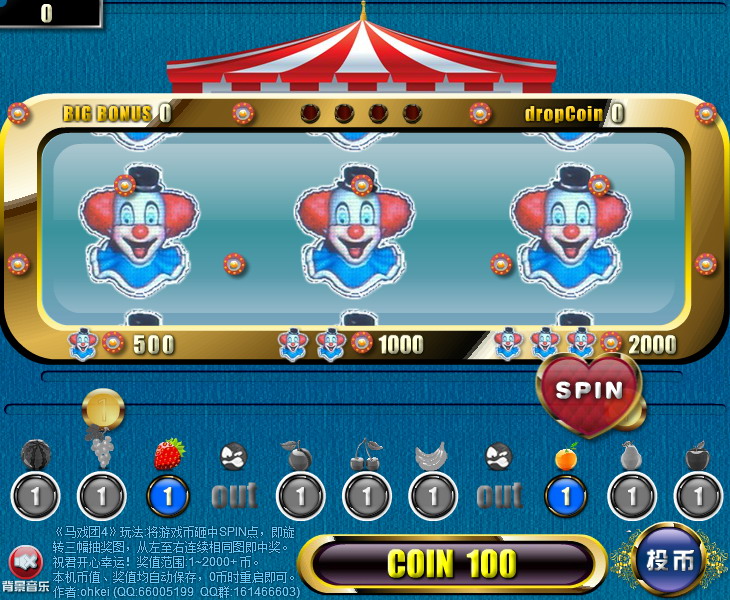 0
BIG BONUS 0
dropCoin 0
500
1000
2000
SPIN
1
1 1 1 out 1 1 1 out 1 1 1
《马戏团4》玩法:将游戏币砸中SPIN点，即旋
转三幅抽奖图，从左至右连续相同图即中奖。
祝君开心幸运！奖值范围:1~2000+币。
本机币值、奖值均自动保存，0币时重启即可。
作者:ohkei (QQ:66005199 QQ群:161466603)
背景音乐
COIN 100
投币